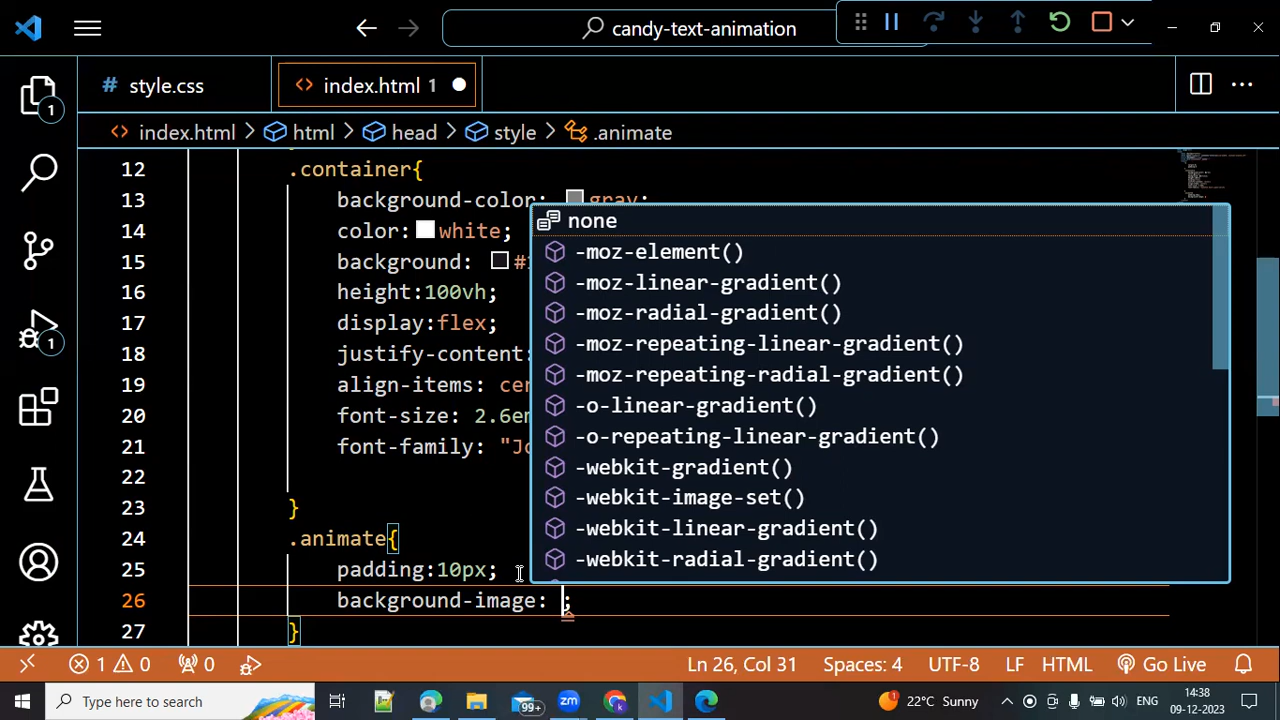 candy-text-animation
# style.css
<> index.html 1
<> index.html > html > head > style > .animate
12 .container{
13 background-color: gray;
14 color: white;
15 background: #
16 height:100vh;
17 display:flex;
18 justify-content:
19 align-items: cer
20 font-size: 2.6em
21 font-family: "Jo
22
23 }
24 .animate{
25 padding:10px;
26 background-image: ;
27 }
none
-moz-element()
-moz-linear-gradient()
-moz-radial-gradient()
-moz-repeating-linear-gradient()
-moz-repeating-radial-gradient()
-o-linear-gradient()
-o-repeating-linear-gradient()
-webkit-gradient()
-webkit-image-set()
-webkit-linear-gradient()
-webkit-radial-gradient()
1
1
1 0 0 Ln 26, Col 31 Spaces: 4 UTF-8 LF HTML Go Live
Type here to search 99+ 1 22°C Sunny ENG 14:38
09-12-2023